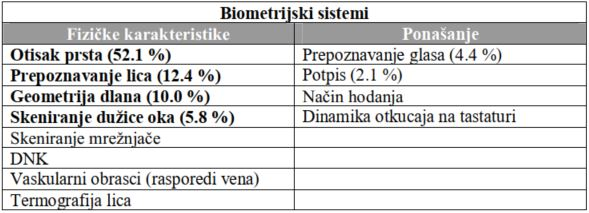 Biometrijski sistemi
Fizičke karakteristike Ponašanje
Otisak prsta (52.1 %) Prepoznavanje glasa (4.4 %)
Prepoznavanje lica (12.4 %) Potpis (2.1 %)
Geometrija dlana (10.0 %) Način hodanja
Skeniranje dužice oka (5.8 %) Dinamika otkucaja na tastaturi
Skeniranje mrežnjače
DNK
Vaskularni obrasci (rasporedi vena)
Termografija lica